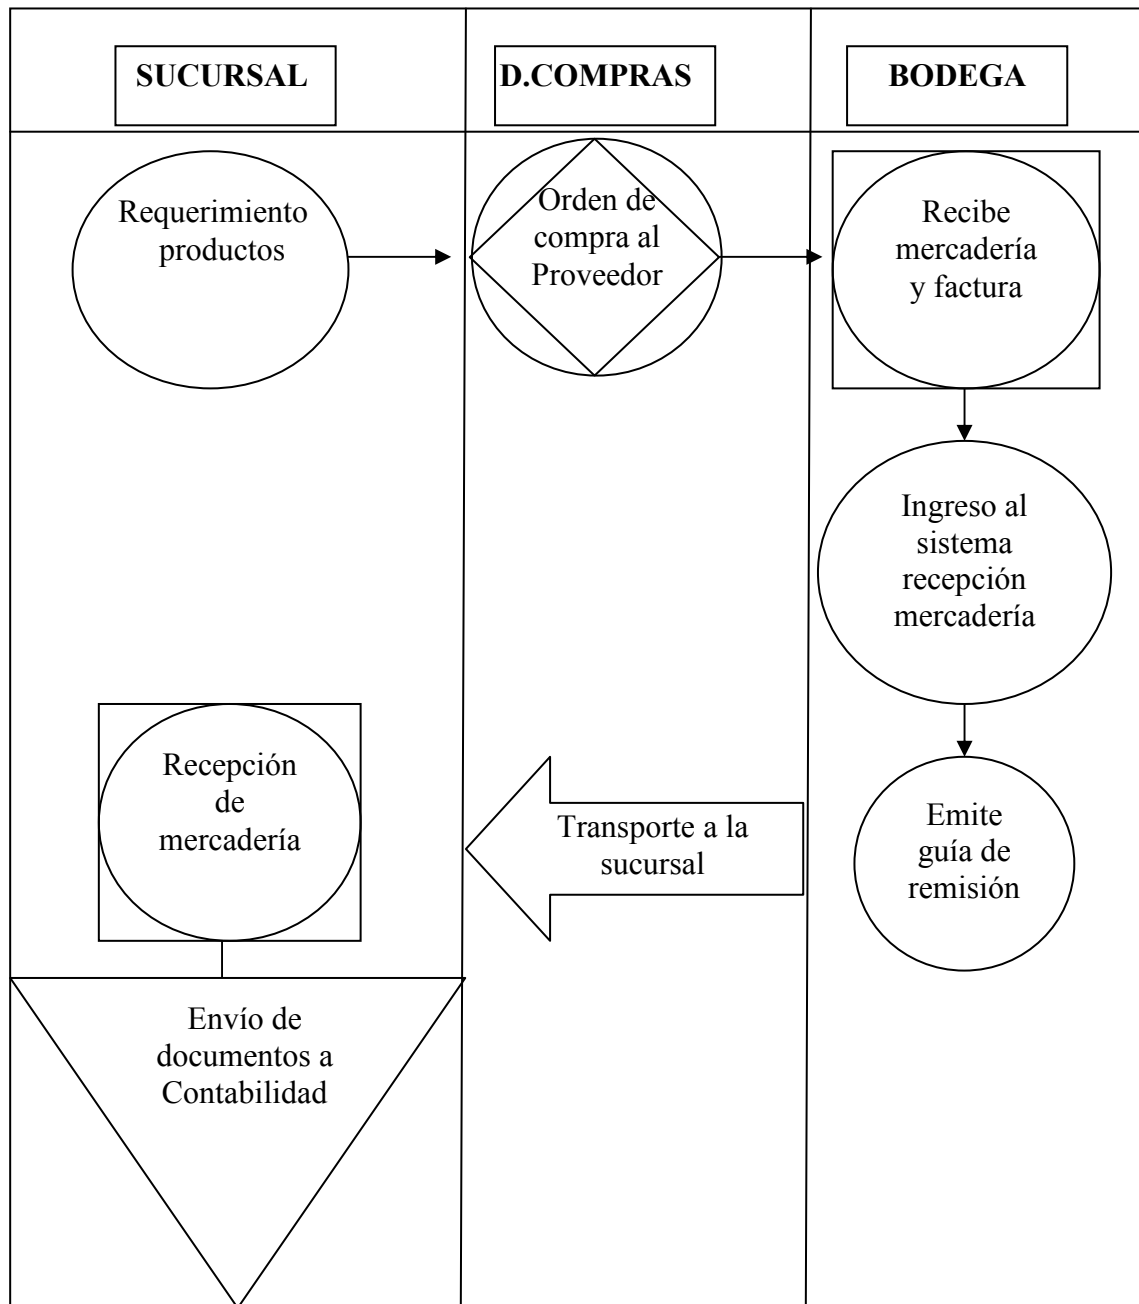 SUCURSAL
D.COMPRAS
BODEGA
Requerimiento
productos
Orden de
compra al
Proveedor
Recibe
mercadería
y factura
Ingreso al
sistema
recepción
mercadería
Recepción
de
mercadería
Transporte a la
sucursal
Emite
guía de
remisión
Envío de
documentos a
Contabilidad